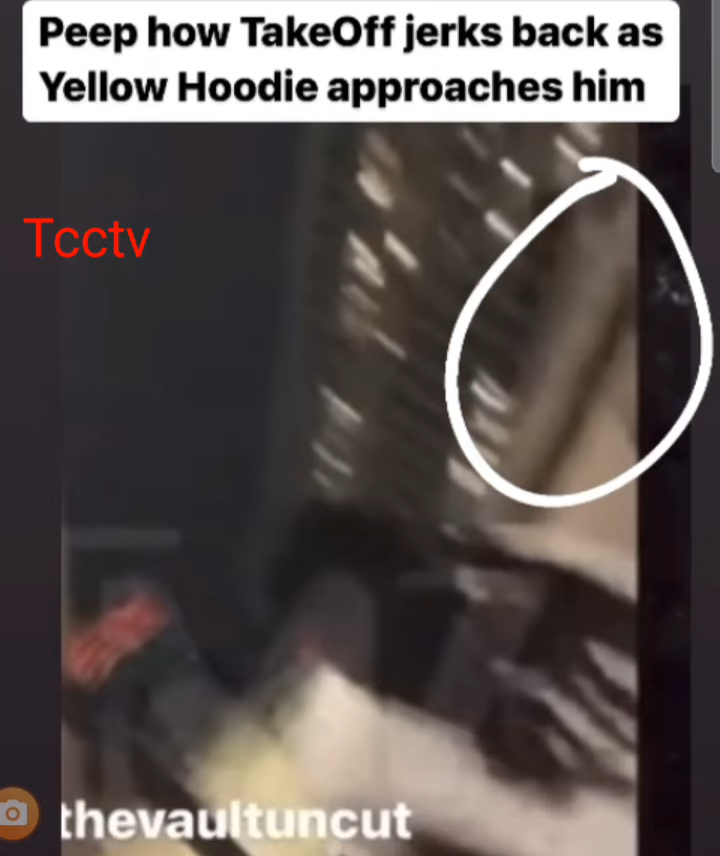 Peep how TakeOff jerks back as
Yellow Hoodie approaches him
Tcctv
thevaultuncut